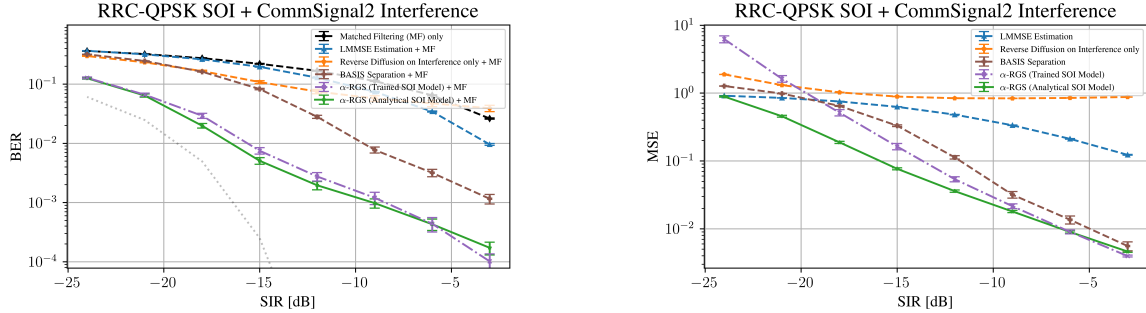 RRC-QPSK SOI + CommSignal2 Interference
Matched Filtering (MF) only
LMMSE Estimation + MF
Reverse Diffusion on Interference only + MF
BASIS Separation + MF
α-RGS (Trained SOI Model) + MF
α-RGS (Analytical SOI Model) + MF
BER
10⁻¹
10⁻²
10⁻³
10⁻⁴
−25
−20
−15
−10
−5
SIR [dB]
RRC-QPSK SOI + CommSignal2 Interference
LMMSE Estimation
Reverse Diffusion on Interference only
BASIS Separation
α-RGS (Trained SOI Model)
α-RGS (Analytical SOI Model)
MSE
10¹
10⁰
10⁻¹
10⁻²
−25
−20
−15
−10
−5
SIR [dB]